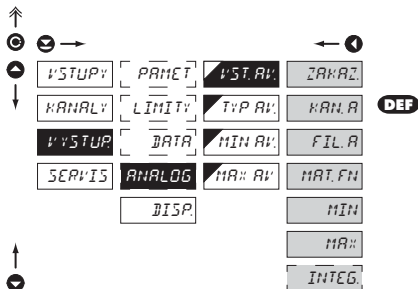 VSTUPY PAMET VST. AV. ZAKAZ.
KANALY LIMITY TYP AV. KAN. A DEF
VYSTUP. DATA MIN AV. FIL. A
SERVIS ANALOG MAX AV MAT. FN
DISP. MIN
MAX
INTEG.